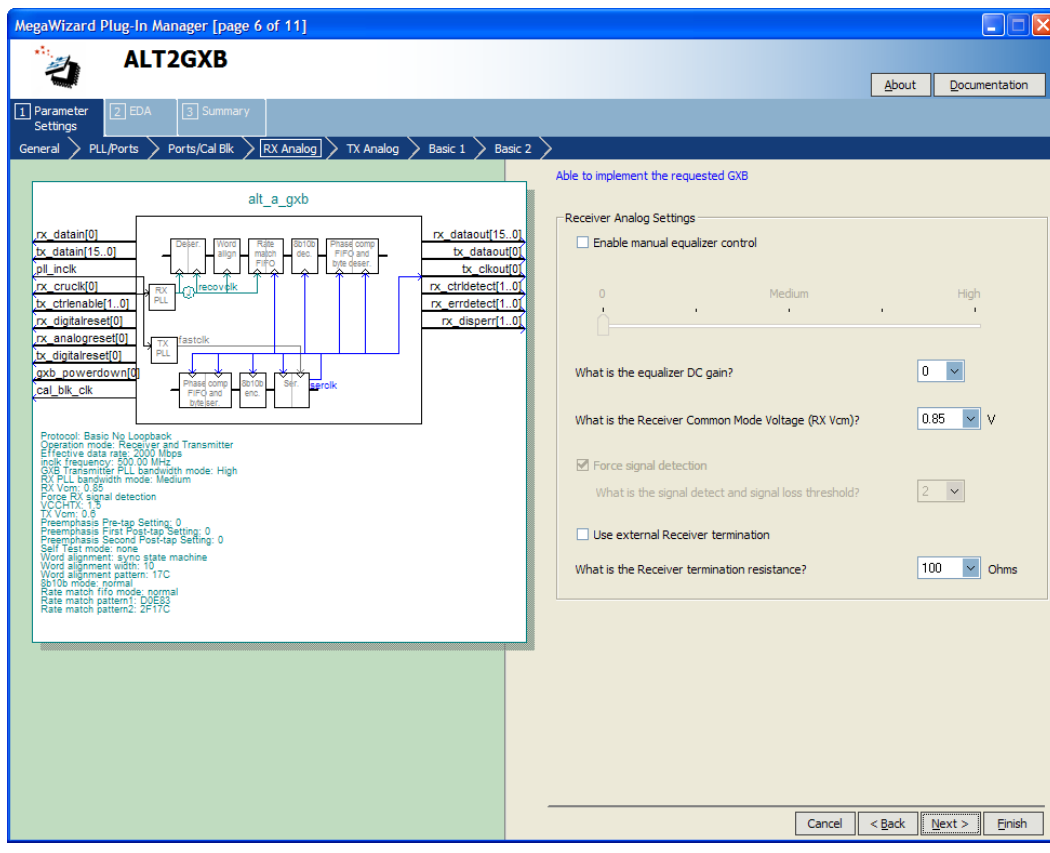 MegaWizard Plug-In Manager [page 6 of 11]
ALT2GXB
About
Documentation
1 Parameter Settings
2 EDA
3 Summary
General
PLL/Ports
Ports/Cal Blk
RX Analog
TX Analog
Basic 1
Basic 2
Able to implement the requested GXB
alt_a_gxb
rx_datain[0]
tx_datain[15..0]
pll_inclk
rx_cruclk[0]
tx_ctrlenable[1..0]
rx_digitalreset[0]
rx_analogreset[0]
tx_digitalreset[0]
gxb_powerdown[0]
cal_blk_clk
Deser.
Word align
Rate match FIFO
8b10b dec.
Phase comp FIFO and byte deser.
RX PLL
recovclk
TX PLL
fastclk
Phase comp FIFO and byte ser.
8b10b enc.
Ser.
serclk
rx_dataout[15..0]
tx_dataout[0]
tx_clkout[0]
rx_ctrldetect[1..0]
rx_errdetect[1..0]
rx_disperr[1..0]
Protocol: Basic No Loopback
Operation mode: Receiver and Transmitter
Effective data rate: 2000 Mbps
inclk frequency: 500.00 MHz
GXB Transmitter PLL bandwidth mode: High
RX PLL bandwidth mode: Medium
RX Vcm: 0.85
Force RX signal detection
VCCHTX: 1.5
TX Vcm: 0.6
Preemphasis Pre-tap Setting: 0
Preemphasis First Post-tap Setting: 0
Preemphasis Second Post-tap Setting: 0
Self Test mode: none
Word alignment: sync state machine
Word alignment width: 10
Word alignment pattern: 17C
8b10b mode: normal
Rate match fifo mode: normal
Rate match pattern1: D0E83
Rate match pattern2: 2F17C
Receiver Analog Settings
Enable manual equalizer control
0 Medium High
What is the equalizer DC gain? 0
What is the Receiver Common Mode Voltage (RX Vcm)? 0.85 V
Force signal detection
What is the signal detect and signal loss threshold? 2
Use external Receiver termination
What is the Receiver termination resistance? 100 Ohms
Cancel
< Back
Next >
Finish